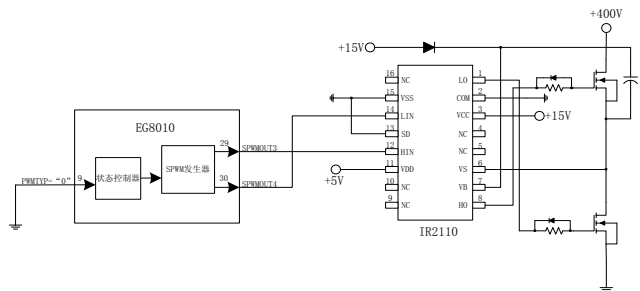 +400V
+15V
16
NC
LO
1
15
VSS
COM
2
14
LIN
VCC
3
+15V
13
SD
NC
4
12
HIN
NC
5
11
VDD
VS
6
+5V
10
NC
VB
7
9
NC
HO
8
IR2110
EG8010
29
SPWMOUT3
PWMTYP= “0”
9
状态控制器
SPWM发生器
30
SPWMOUT4